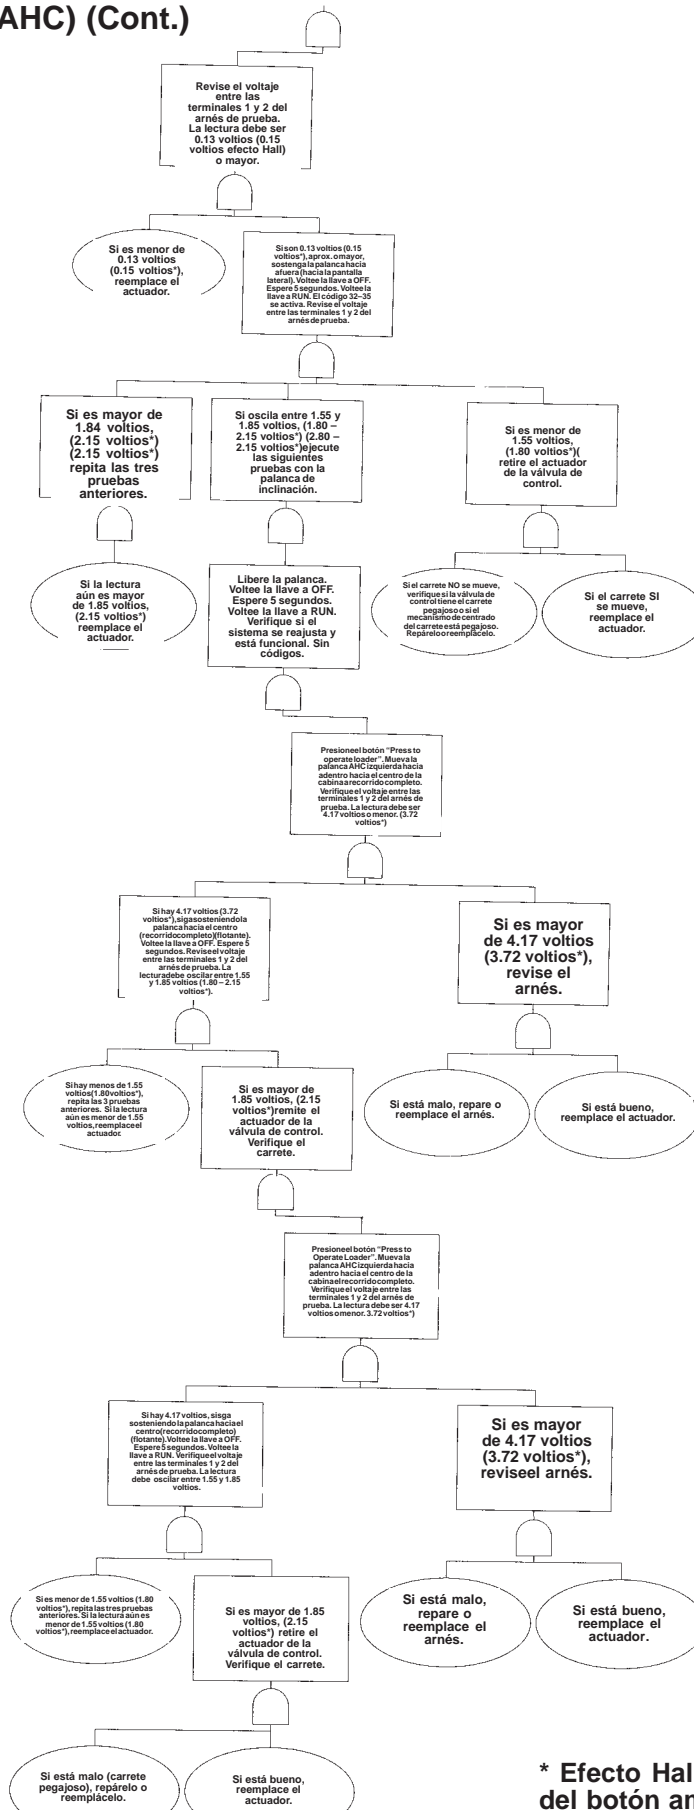 AHC) (Cont.)
Revise el voltaje
entre las
terminales 1 y 2 del
arnés de prueba.
La lectura debe ser
0.13 voltios (0.15
voltios efecto Hall)
o mayor.
Si es menor de
0.13 voltios
(0.15 voltios*),
reemplace el
actuador.
Si son 0.13 voltios (0.15
voltios*), aprox. o mayor,
sostenga la palanca hacia
afuera (hacia la pantalla
lateral). Voltee la llave a OFF.
Espere 5 segundos. Voltee la
llave a RUN. El código 32–35
se activa. Revise el voltaje
entre las terminales 1 y 2 del
arnés de prueba.
Si es mayor de
1.84 voltios,
(2.15 voltios*)
(2.15 voltios*)
repita las tres
pruebas
anteriores.
Si oscila entre 1.55 y
1.85 voltios, (1.80 –
2.15 voltios*) (2.80 –
2.15 voltios*)ejecute
las siguientes
pruebas con la
palanca de
inclinación.
Si es menor de
1.55 voltios,
(1.80 voltios*)(
retire el actuador
de la válvula de
control.
Si la lectura
aún es mayor
de 1.85 voltios,
(2.15 voltios*)
reemplace el
actuador.
Libere la palanca.
Voltee la llave a OFF.
Espere 5 segundos.
Voltee la llave a RUN.
Verifique si el
sistema se reajusta y
está funcional. Sin
códigos.
Si el carrete NO se mueve,
verifique si la válvula de
control tiene el carrete
pegajoso o si el
mecanismo de centrado
del carrete está pegajoso.
Repárelo o reemplácelo.
Si el carrete SI
se mueve,
reemplace el
actuador.
Presione el botón “Press to
operate loader”. Mueva la
palanca AHC izquierda hacia
adentro hacia el centro de la
cabina a recorrido completo.
Verifique el voltaje entre las
terminales 1 y 2 del arnés de
prueba. La lectura debe ser
4.17 voltios o menor. (3.72
voltios*)
Si hay 4.17 voltios (3.72
voltios*), siga sosteniendo la
palanca hacia el centro
(recorrido completo)(flotante).
Voltee la llave a OFF. Espere 5
segundos. Revise el voltaje
entre las terminales 1 y 2 del
arnés de prueba. La
lectura debe oscilar entre 1.55
y 1.85 voltios (1.80 – 2.15
voltios*).
Si es mayor
de 4.17 voltios
(3.72 voltios*),
revise el
arnés.
Si hay menos de 1.55
voltios(1.80 voltios*),
repita las 3 pruebas
anteriores. Si la lectura
aún es menor de 1.55
voltios, reemplace el
actuador.
Si es mayor de
1.85 voltios, (2.15
voltios*)remite el
actuador de la
válvula de control.
Verifique el
carrete.
Si está malo, repare o
reemplace el arnés.
Si está bueno,
reemplace el actuador.
Presione el botón “Press to
Operate Loader”. Mueva la
palanca AHC izquierda hacia
adentro hacia el centro de la
cabina el recorrido completo.
Verifique el voltaje entre las
terminales 1 y 2 del arnés de
prueba. La lectura debe ser 4.17
voltios o menor. 3.72 voltios*)
Si hay 4.17 voltios, sisga
sosteniendo la palanca hacia el
centro(recorrido completo)
(flotante). Voltee la llave a OFF.
Espere 5 segundos. Voltee la
llave a RUN. Verifique el voltaje
entre las terminales 1 y 2 del
arnés de prueba. La lectura
debe oscilar entre 1.55 y 1.85
voltios.
Si es mayor
de 4.17 voltios
(3.72 voltios*),
reviseel arnés.
Si es menor de 1.55 voltios (1.80
voltios*), repita las tres pruebas
anteriores. Si la lectura aún es
menor de 1.55 voltios (1.80
voltios*), reemplace el actuador.
Si es mayor de 1.85
voltios, (2.15
voltios*) retire el
actuador de la
válvula de control.
Verifique el carrete.
Si está malo,
repare o
reemplace el
arnés.
Si está bueno,
reemplace el
actuador.
Si está malo (carrete
pegajoso), repárelo o
reemplácelo.
Si está bueno,
reemplace el
actuador.
* Efecto Hal
del botón an